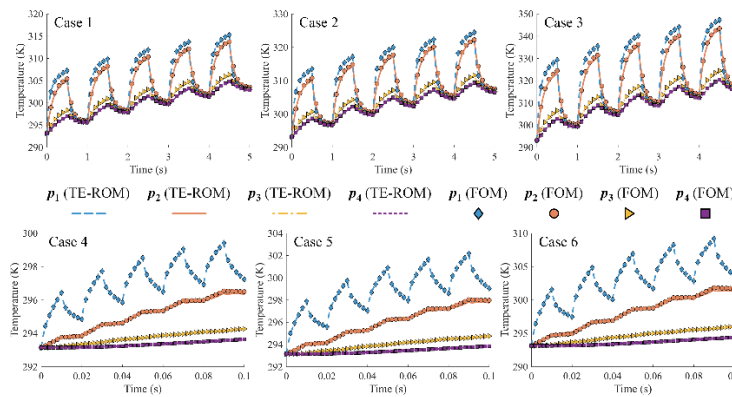 Case 1
Case 2
Case 3
Temperature (K)
320
315
310
305
300
295
290
0 1 2 3 4 5
Time (s)
Temperature (K)
330
320
310
300
290
0 1 2 3 4 5
Time (s)
Temperature (K)
350
340
330
320
310
300
290
0 1 2 3 4
Time (s)
p1 (TE-ROM) p2 (TE-ROM) p3 (TE-ROM) p4 (TE-ROM) p1 (FOM) p2 (FOM) p3 (FOM) p4 (FOM)
Case 4
Case 5
Case 6
Temperature (K)
300
298
296
294
292
0 0.02 0.04 0.06 0.08 0.1
Time (s)
Temperature (K)
304
302
300
298
296
294
292
0 0.02 0.04 0.06 0.08 0.1
Time (s)
Temperature (K)
310
305
300
295
290
0 0.02 0.04 0.06 0.08 0.1
Time (s)